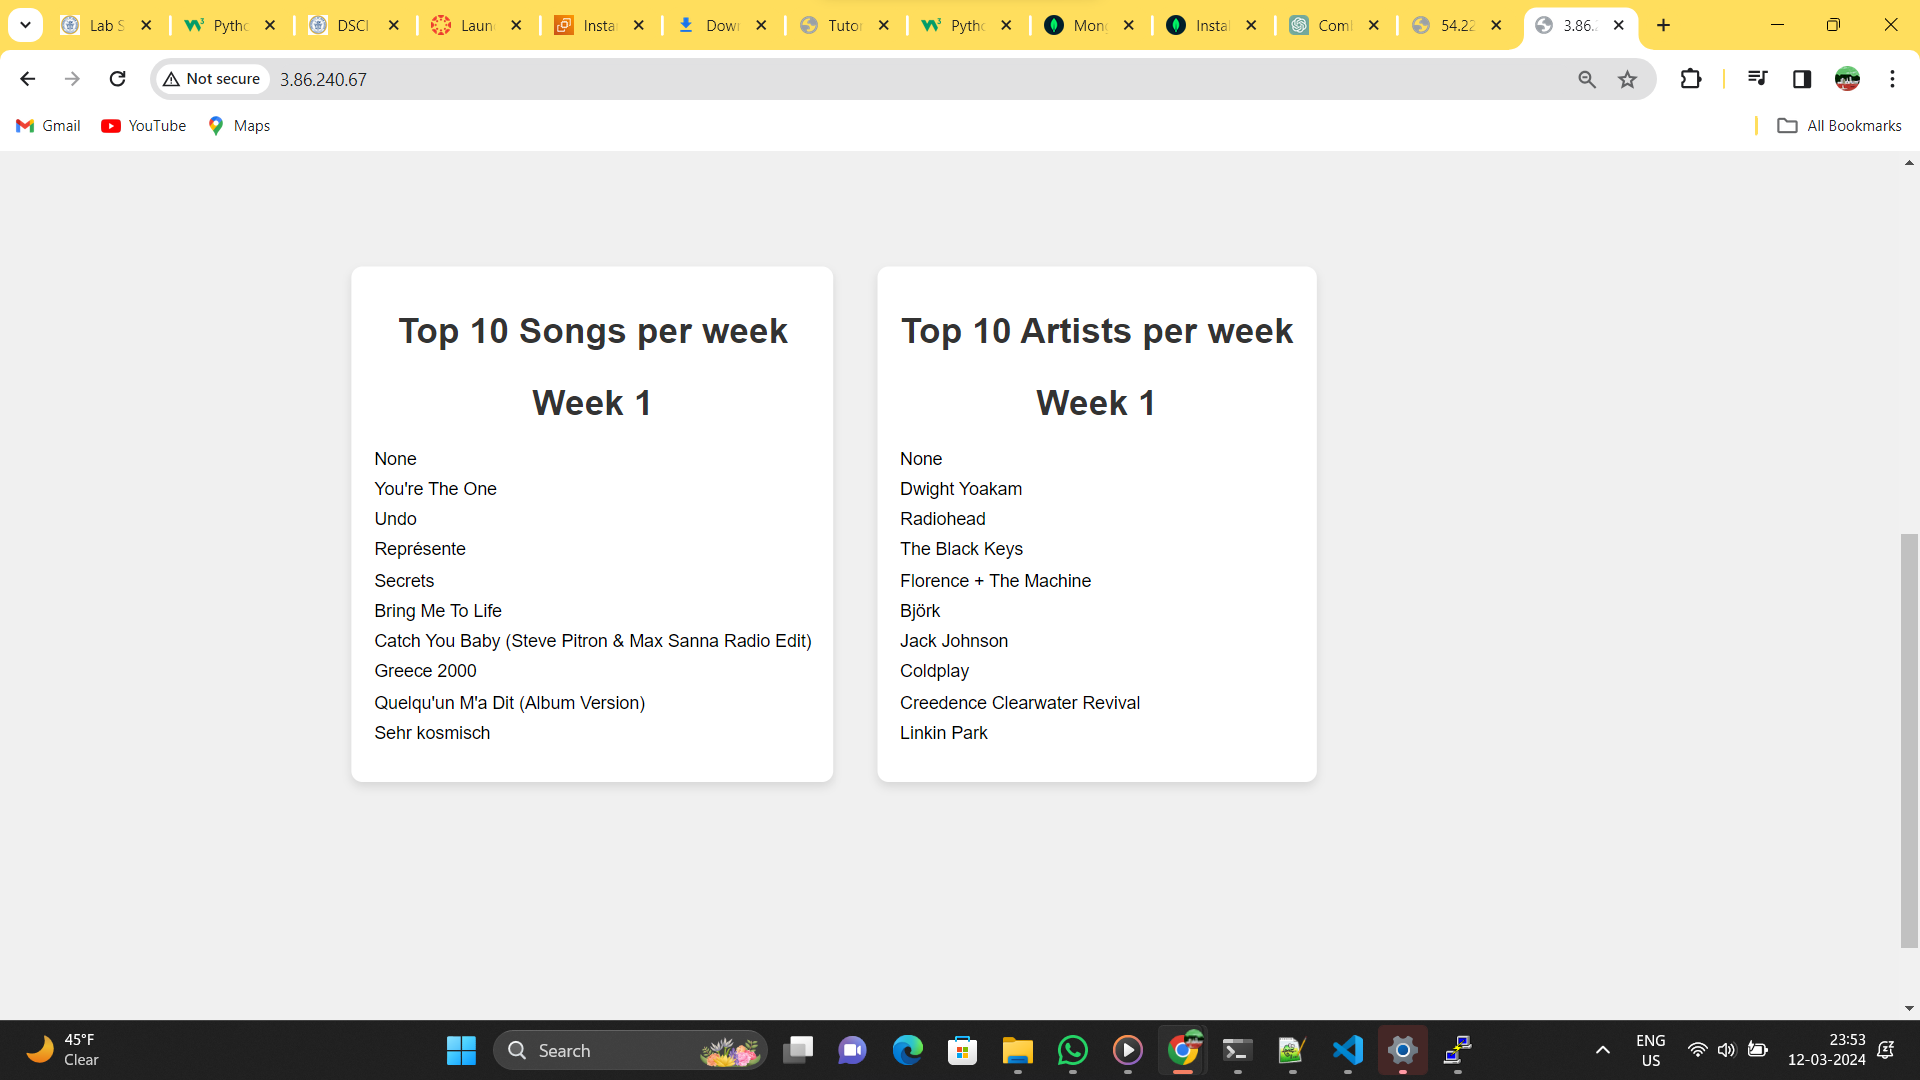 Lab S
Pytho
DSCI
Laun
Insta
Down
Tutor
Pytho
Mong
Instal
Comb
54.22
3.86.2
Not secure
3.86.240.67
Gmail
YouTube
Maps
All Bookmarks
Top 10 Songs per week
Week 1
None
You're The One
Undo
Représente
Secrets
Bring Me To Life
Catch You Baby (Steve Pitron & Max Sanna Radio Edit)
Greece 2000
Quelqu'un M'a Dit (Album Version)
Sehr kosmisch
Top 10 Artists per week
Week 1
None
Dwight Yoakam
Radiohead
The Black Keys
Florence + The Machine
Björk
Jack Johnson
Coldplay
Creedence Clearwater Revival
Linkin Park
45°F
Clear
Search
ENG
US
23:53
12-03-2024